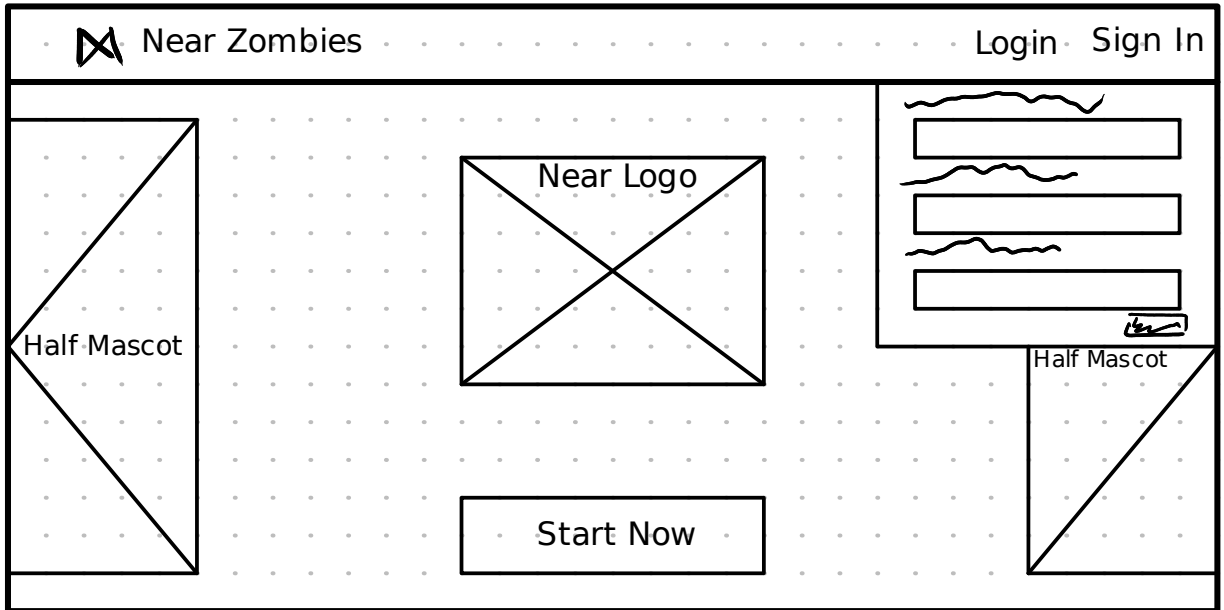 Near Zombies
Login
Sign In
Near Logo
Half Mascot
Half Mascot
Start Now